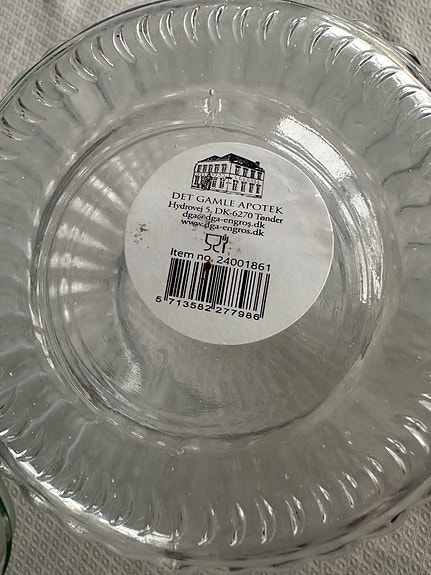 DET GAMLE APOTEK
Hydrovej 5, DK-6270 Tønder
dga@dga-engros.dk
www.dga-engros.dk
Item no. 24001861
5 713582 277986